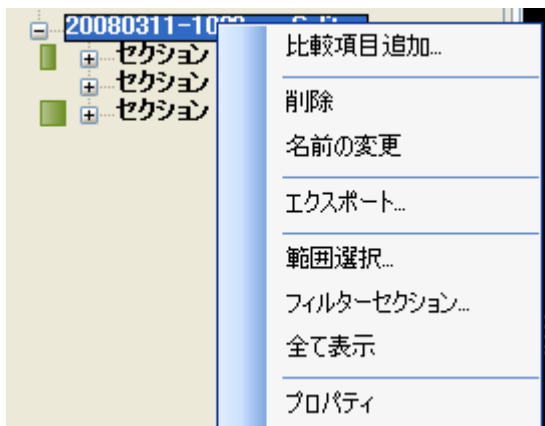 20080311-10
セクション
セクション
セクション
比較項目追加...
削除
名前の変更
エクスポート...
範囲選択...
フィルターセクション...
全て表示
プロパティ